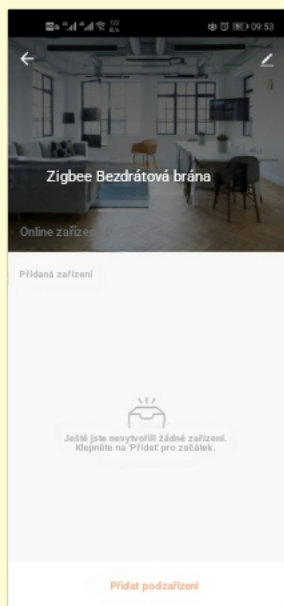 09:53
Zigbee Bezdrátová brána
Online zařízení
Přidaná zařízení
Ještě jste nevytvořili žádné zařízení.
Klepněte na 'Přidat' pro začátek.
Přidat podzařízení